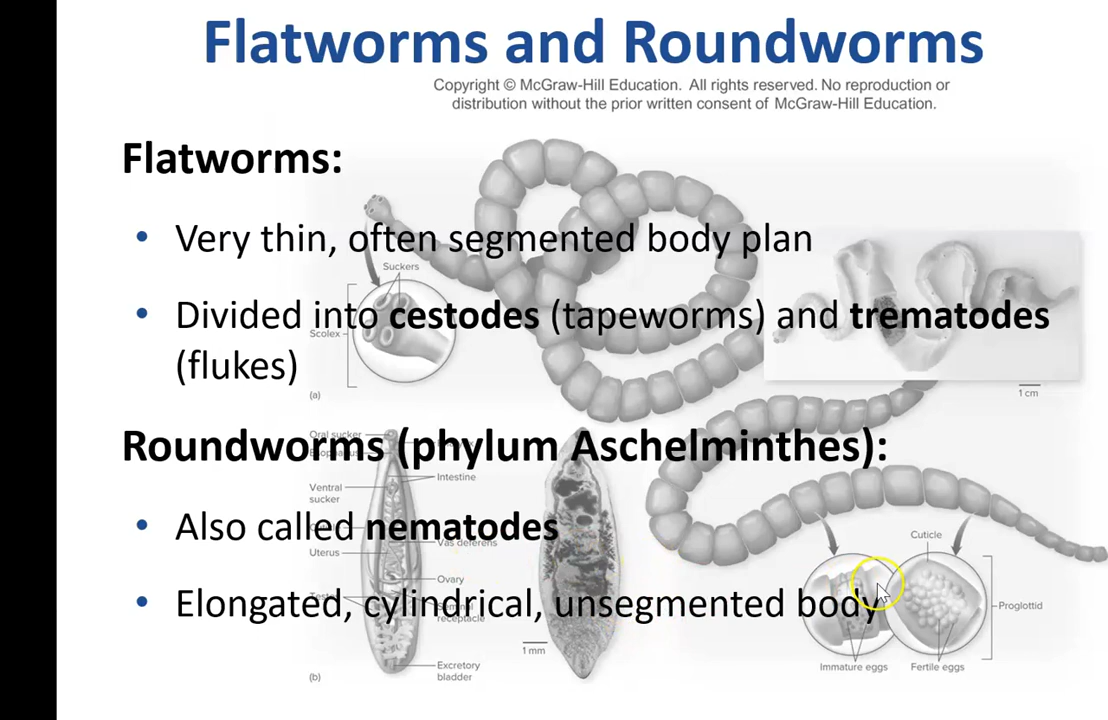 Flatworms and Roundworms
Copyright © McGraw-Hill Education. All rights reserved. No reproduction or
distribution without the prior written consent of McGraw-Hill Education.
Flatworms:
• Very thin, often segmented body plan
Suckers
• Divided into cestodes (tapeworms) and trematodes
Scolex
(flukes)
(a)
1 cm
Roundworms (phylum Aschelminthes):
Oral sucker
Intestine
Ventral
sucker
• Also called nematodes
Cuticle
Vas deferens
Uterus
Ovary
• Elongated, cylindrical, unsegmented body
Proglottid
Seminal
receptacle
1 mm
Immature eggs
Fertile eggs
Excretory
bladder
(b)